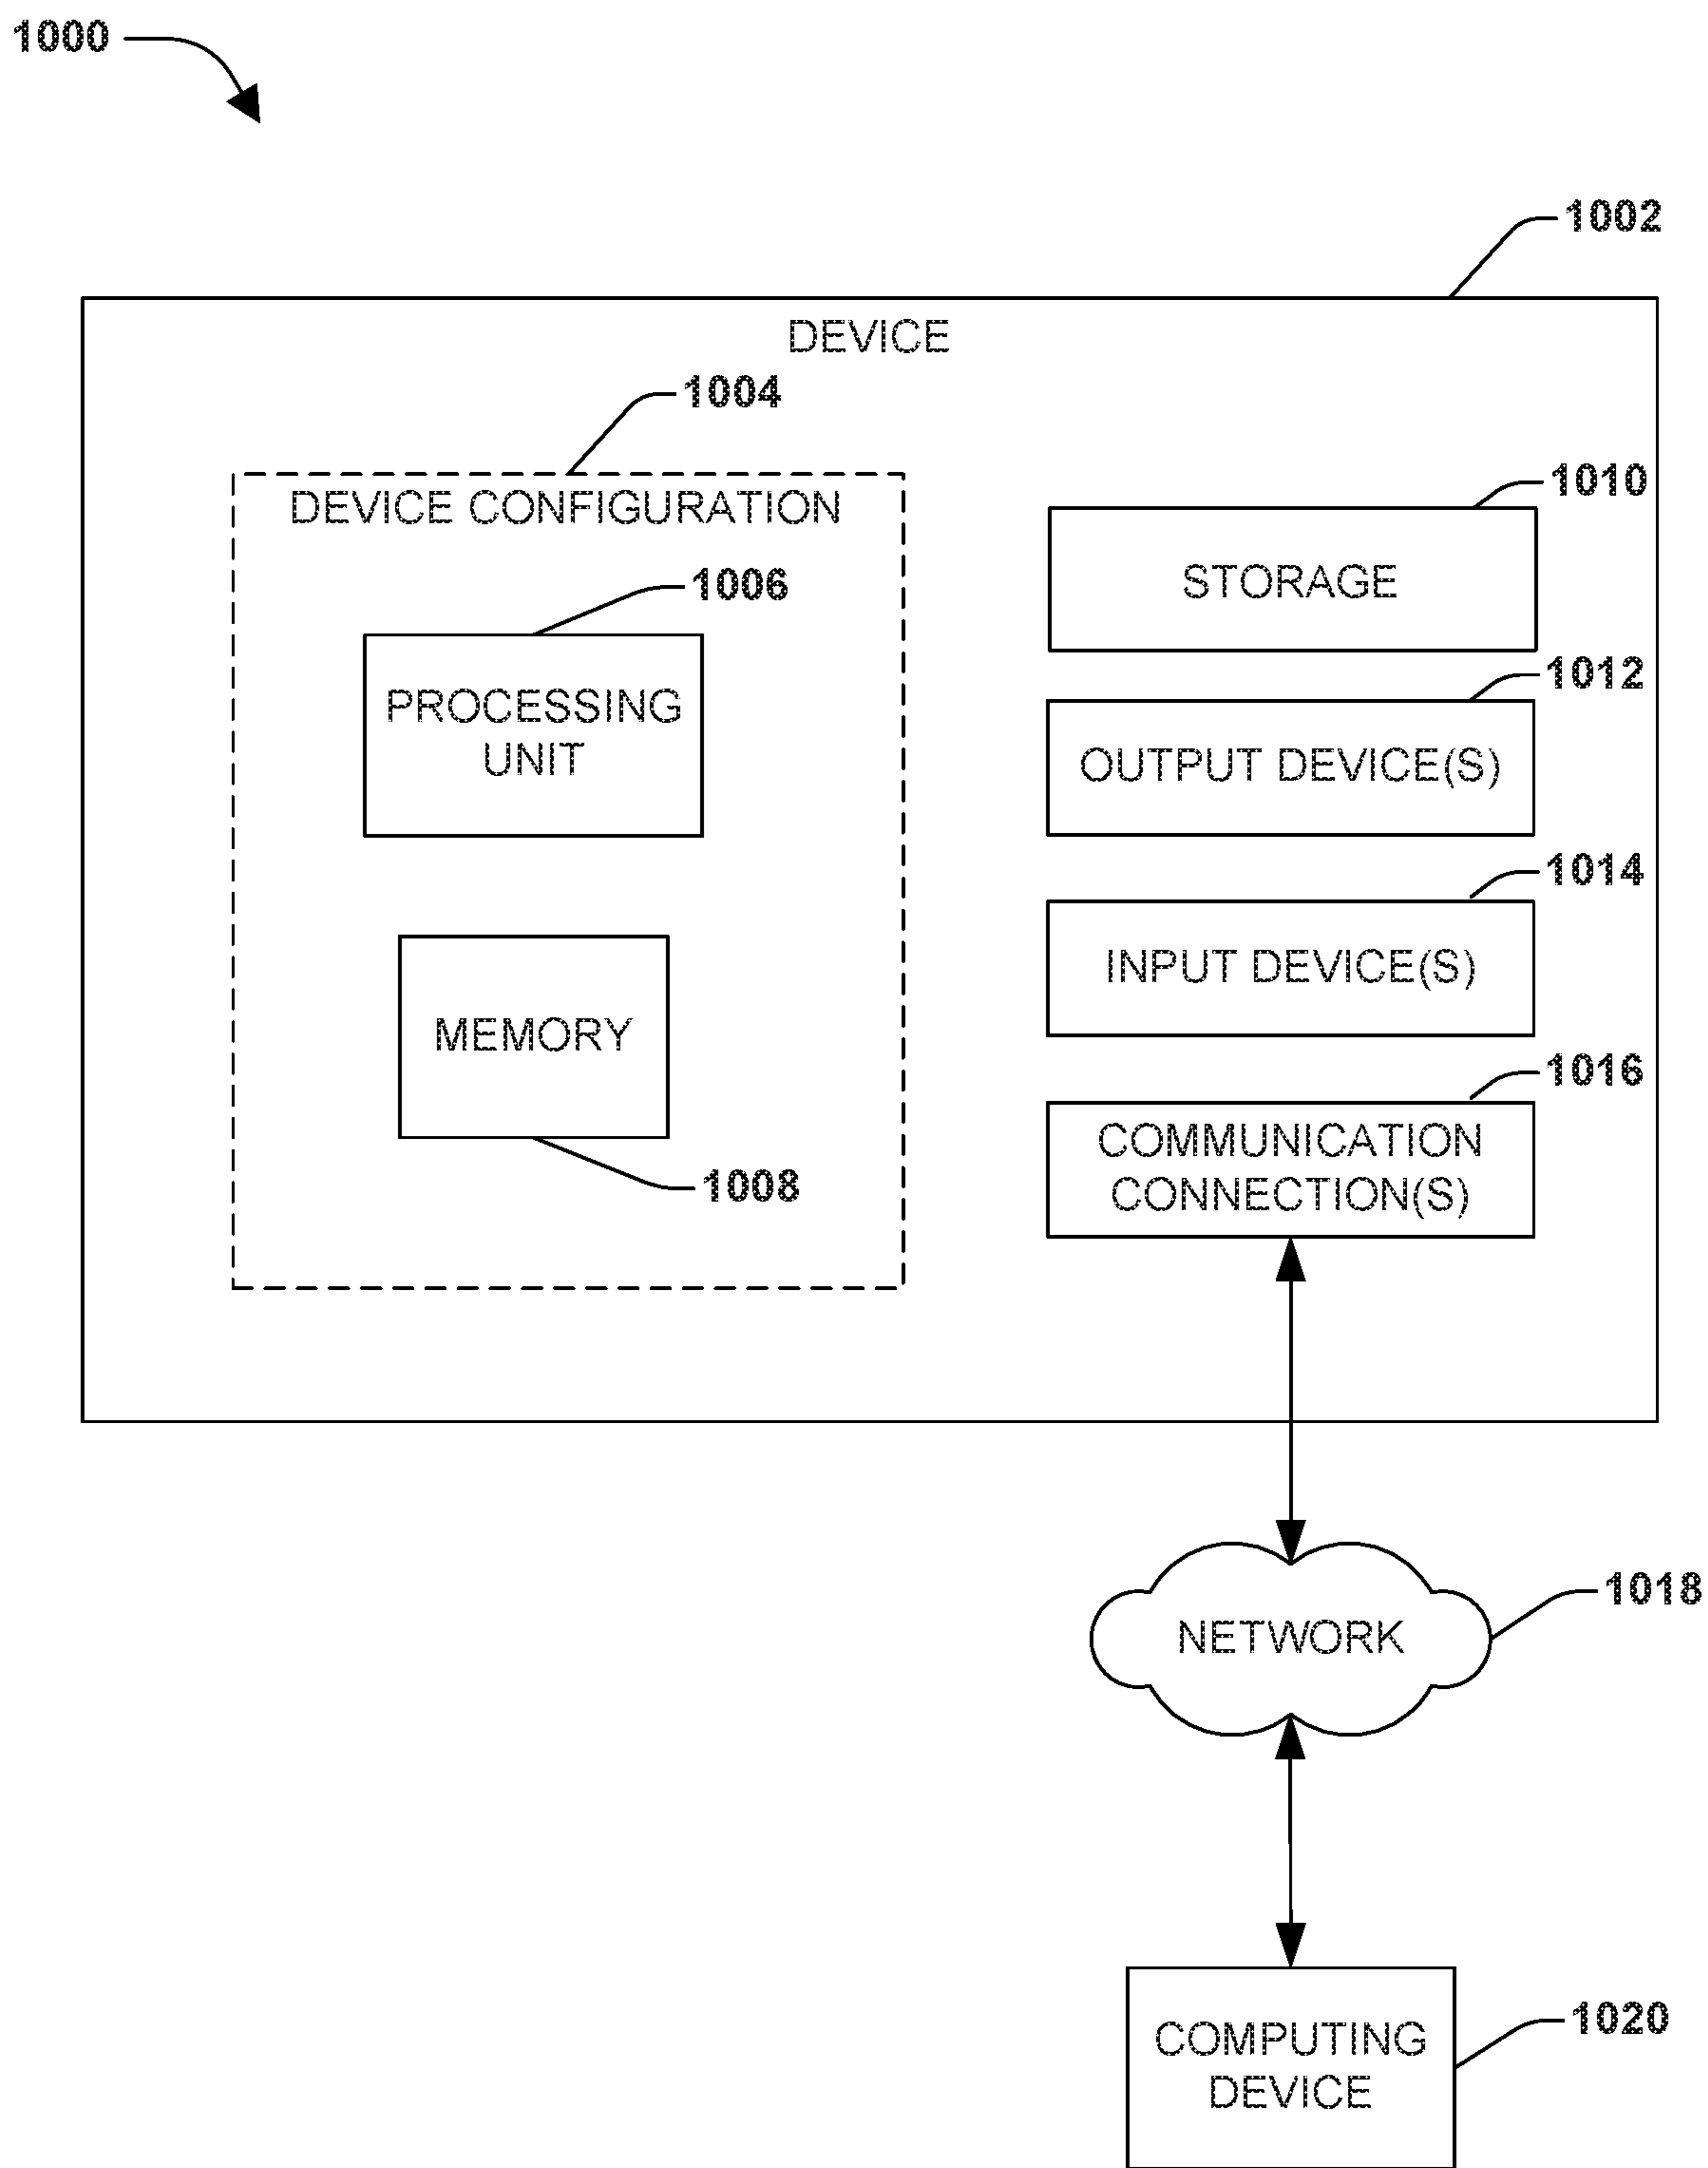 1000
1002
DEVICE
1004
DEVICE CONFIGURATION
1006
PROCESSING
UNIT
MEMORY
1008
1010
STORAGE
1012
OUTPUT DEVICE(S)
1014
INPUT DEVICE(S)
1016
COMMUNICATION
CONNECTION(S)
1018
NETWORK
1020
COMPUTING
DEVICE